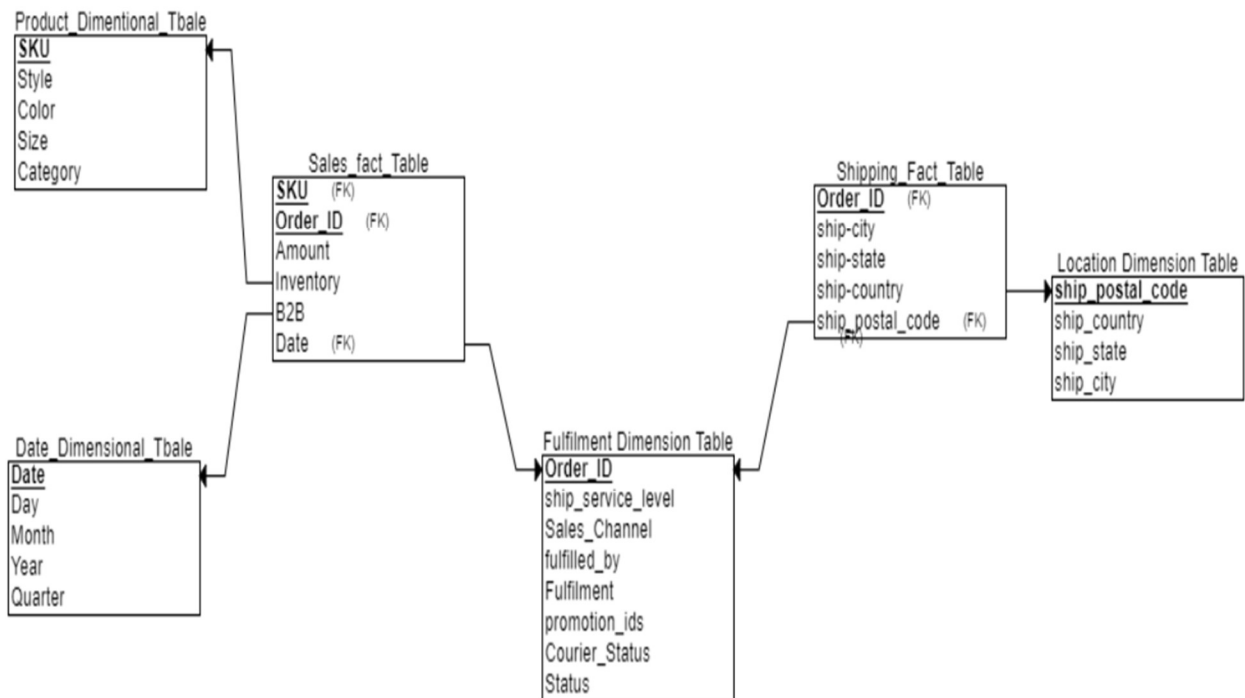 Product_Dimentional_Tbale
SKU
Style
Color
Size
Category
Sales_fact_Table
SKU (FK)
Order_ID (FK)
Amount
Inventory
B2B
Date (FK)
Date_Dimensional_Tbale
Date
Day
Month
Year
Quarter
Fulfilment Dimension Table
Order_ID
ship_service_level
Sales_Channel
fulfilled_by
Fulfilment
promotion_ids
Courier_Status
Status
Shipping_Fact_Table
Order_ID (FK)
ship-city
ship-state
ship-country
ship_postal_code (FK)
(FK)
Location Dimension Table
ship_postal_code
ship_country
ship_state
ship_city